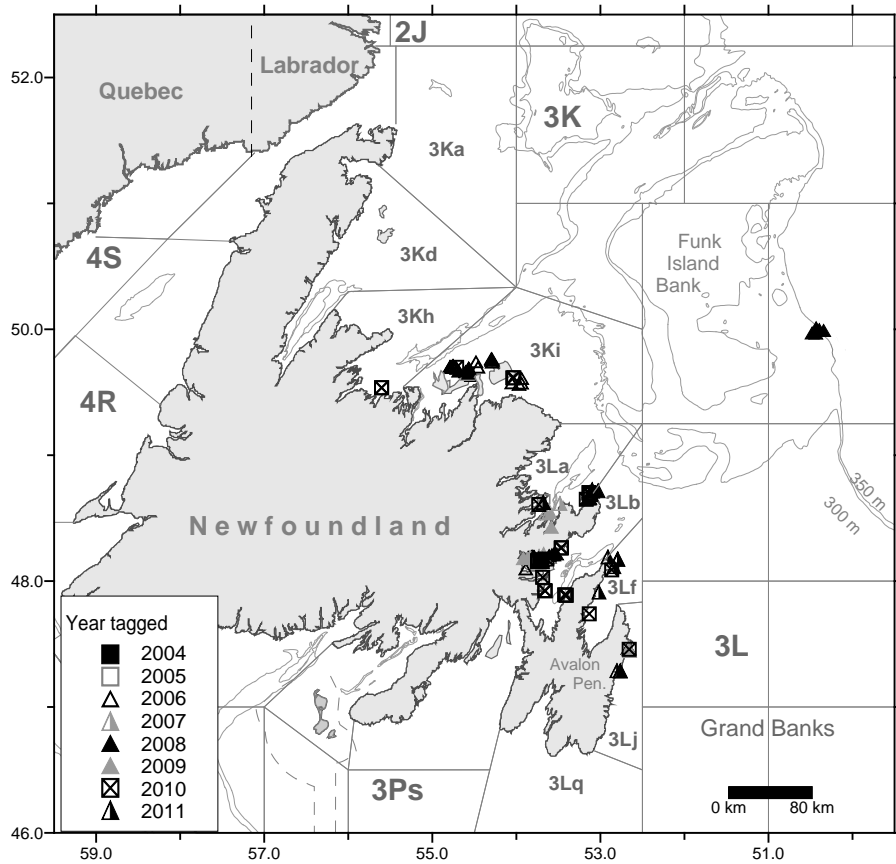 2J
52.0
Labrador
Quebec
3K
3Ka
4S
3Kd
Funk
Island
Bank
50.0
3Kh
3Ki
4R
3La
3Lb
350 m
300 m
Newfoundland
48.0
3Lf
Year tagged
2004
2005
2006
2007
2008
2009
2010
2011
Avalon
Pen.
3L
3Lj
Grand Banks
3Ps
3Lq
0 km 80 km
46.0
59.0 57.0 55.0 53.0 51.0